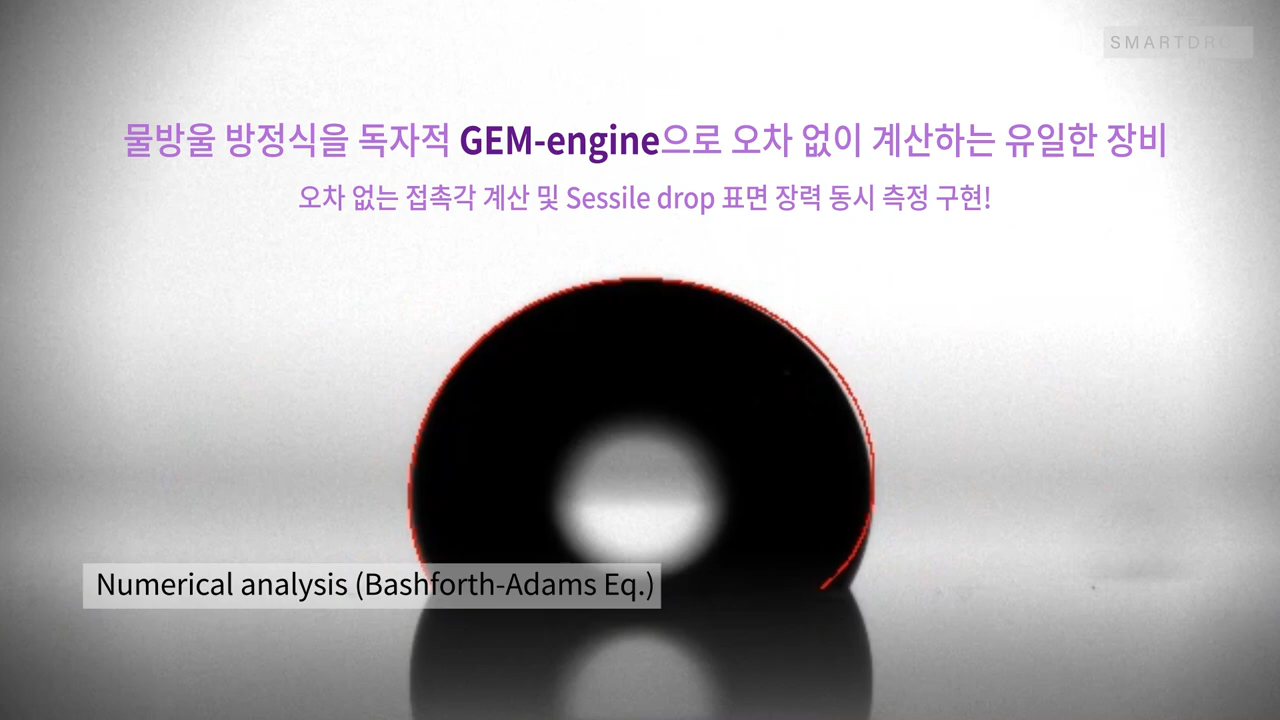 물방울 방정식을 독자적 GEM-engine으로 오차 없이 계산하는 유일한 장비
오차 없는 접촉각 계산 및 Sessile drop 표면 장력 동시 측정 구현!
Numerical analysis (Bashforth-Adams Eq.)